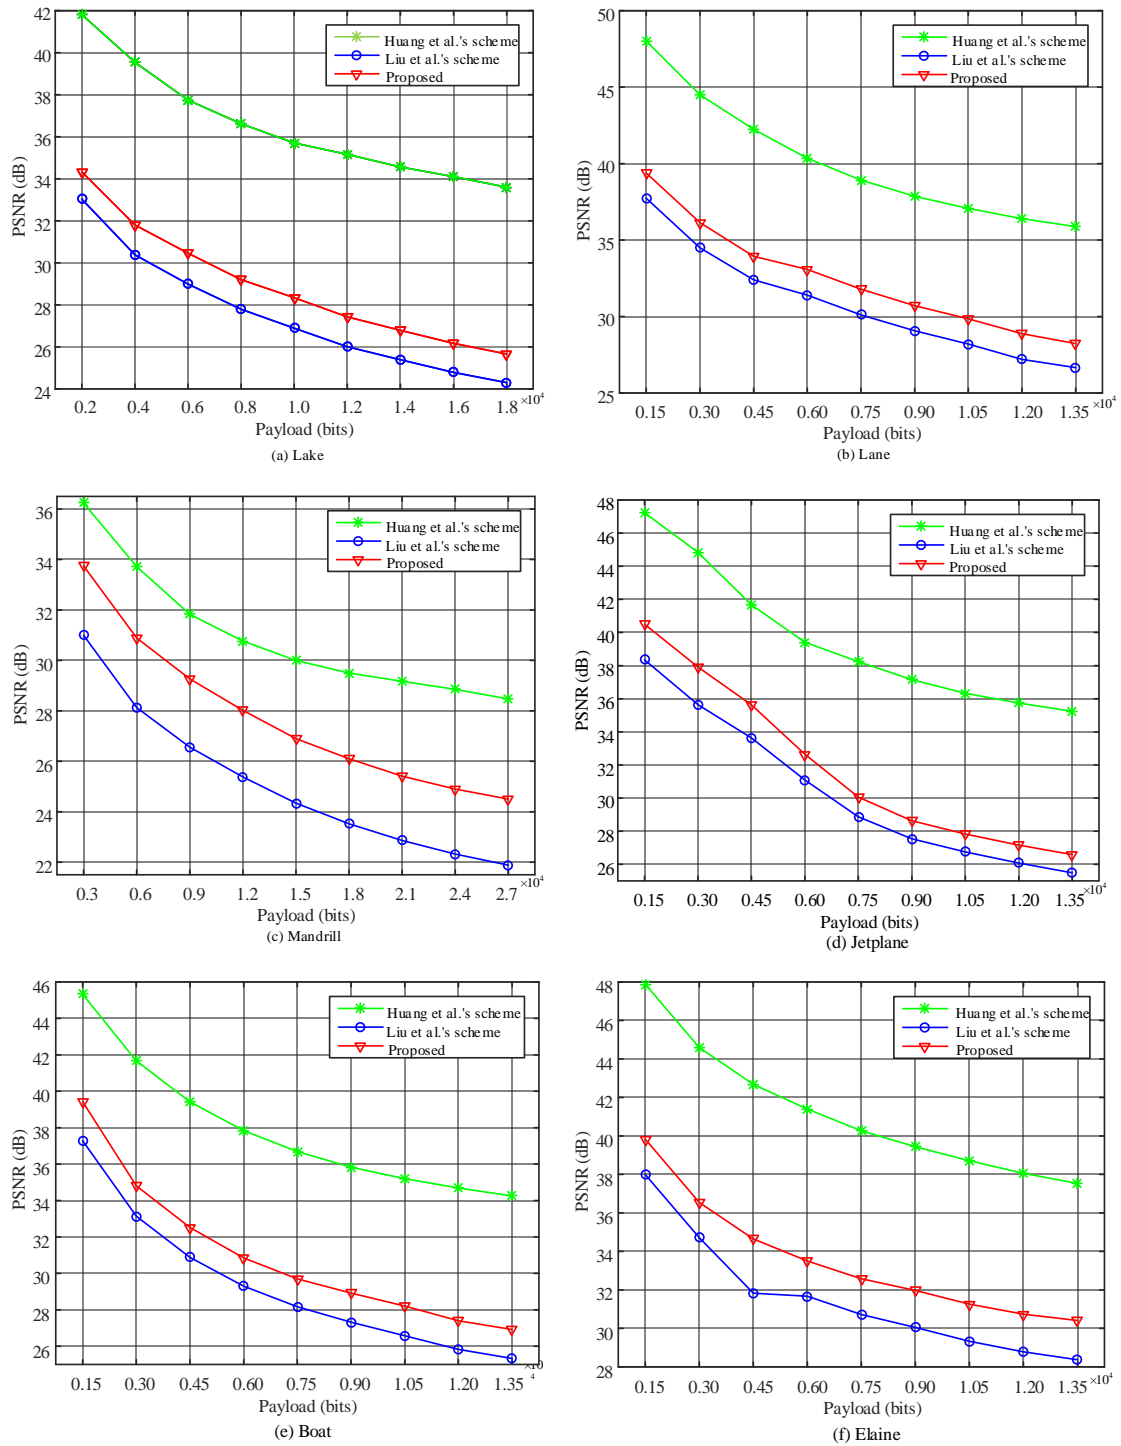 42
40
38
36
34
32
30
28
26
24
PSNR (dB)
Huang et al.'s scheme
Liu et al.'s scheme
Proposed
0.2 0.4 0.6 0.8 1.0 1.2 1.4 1.6 1.8 ×10⁴
Payload (bits)
(a) Lake
50
45
40
35
30
25
PSNR (dB)
Huang et al.'s scheme
Liu et al.'s scheme
Proposed
0.15 0.30 0.45 0.60 0.75 0.90 1.05 1.20 1.35 ×10⁴
Payload (bits)
(b) Lane
36
34
32
30
28
26
24
22
PSNR (dB)
Huang et al.'s scheme
Liu et al.'s scheme
Proposed
0.3 0.6 0.9 1.2 1.5 1.8 2.1 2.4 2.7 ×10⁴
Payload (bits)
(c) Mandrill
48
46
44
42
40
38
36
34
32
30
28
26
PSNR (dB)
Huang et al.'s scheme
Liu et al.'s scheme
Proposed
0.15 0.30 0.45 0.60 0.75 0.90 1.05 1.20 1.35 ×10⁴
Payload (bits)
(d) Jetplane
46
44
42
40
38
36
34
32
30
28
26
PSNR (dB)
Huang et al.'s scheme
Liu et al.'s scheme
Proposed
0.15 0.30 0.45 0.60 0.75 0.90 1.05 1.20 1.35 ×10⁴
Payload (bits)
(e) Boat
48
46
44
42
40
38
36
34
32
30
28
PSNR (dB)
Huang et al.'s scheme
Liu et al.'s scheme
Proposed
0.15 0.30 0.45 0.60 0.75 0.90 1.05 1.20 1.35 ×10⁴
Payload (bits)
(f) Elaine